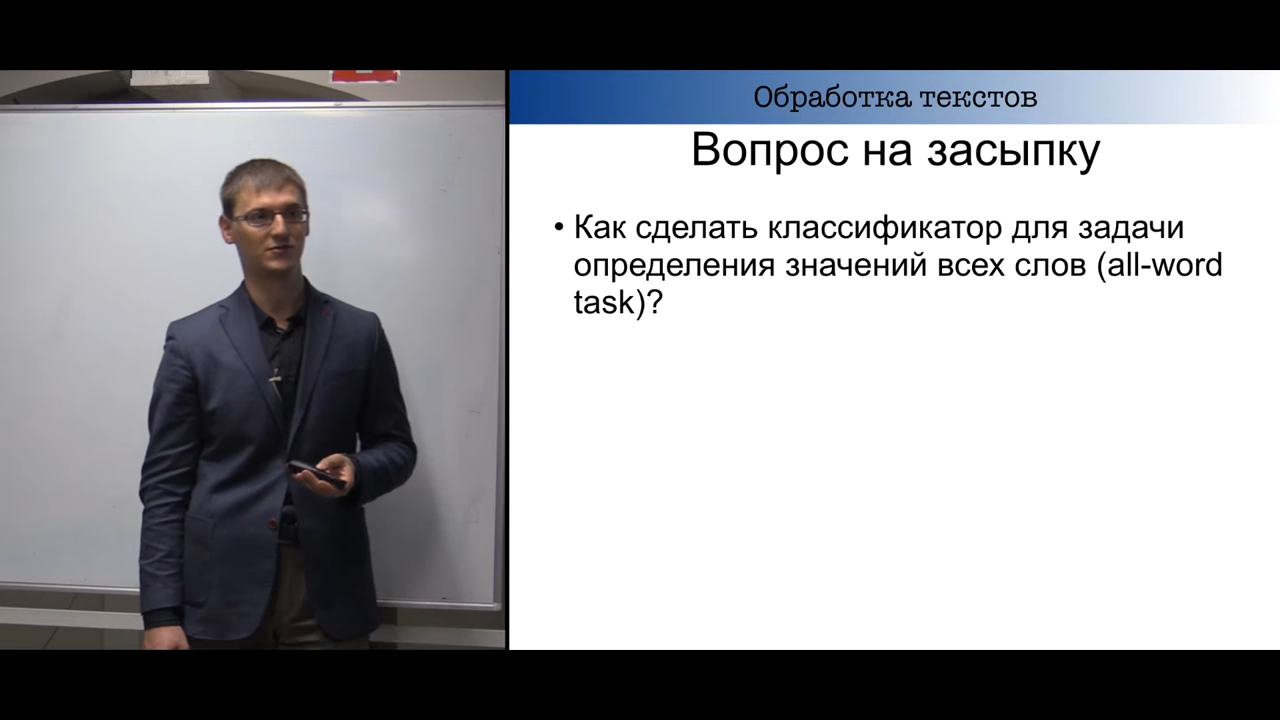 Обработка текстов
Вопрос на засыпку
• Как сделать классификатор для задачи
определения значений всех слов (all-word
task)?